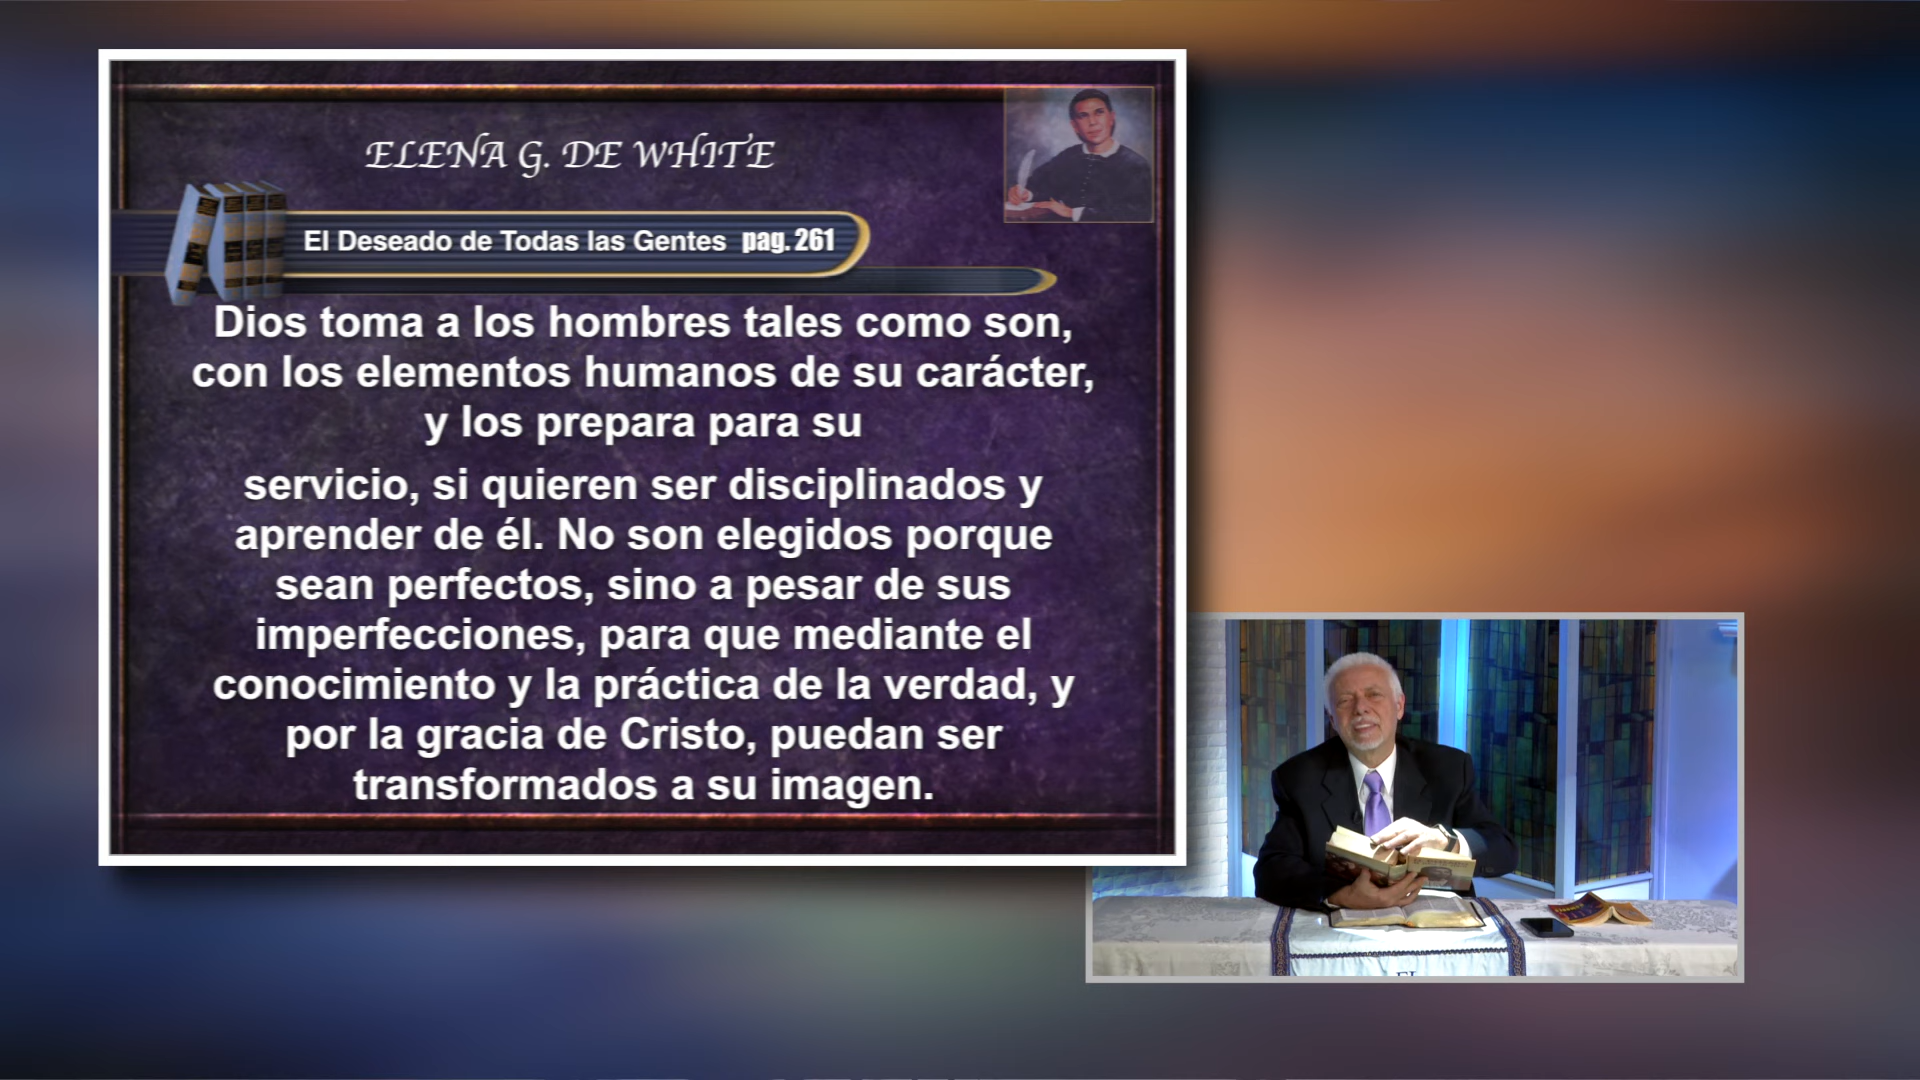 ELENA G. DE WHITE
El Deseado de Todas las Gentes pag. 261
Dios toma a los hombres tales como son,
con los elementos humanos de su carácter,
y los prepara para su
servicio, si quieren ser disciplinados y
aprender de él. No son elegidos porque
sean perfectos, sino a pesar de sus
imperfecciones, para que mediante el
conocimiento y la práctica de la verdad, y
por la gracia de Cristo, puedan ser
transformados a su imagen.